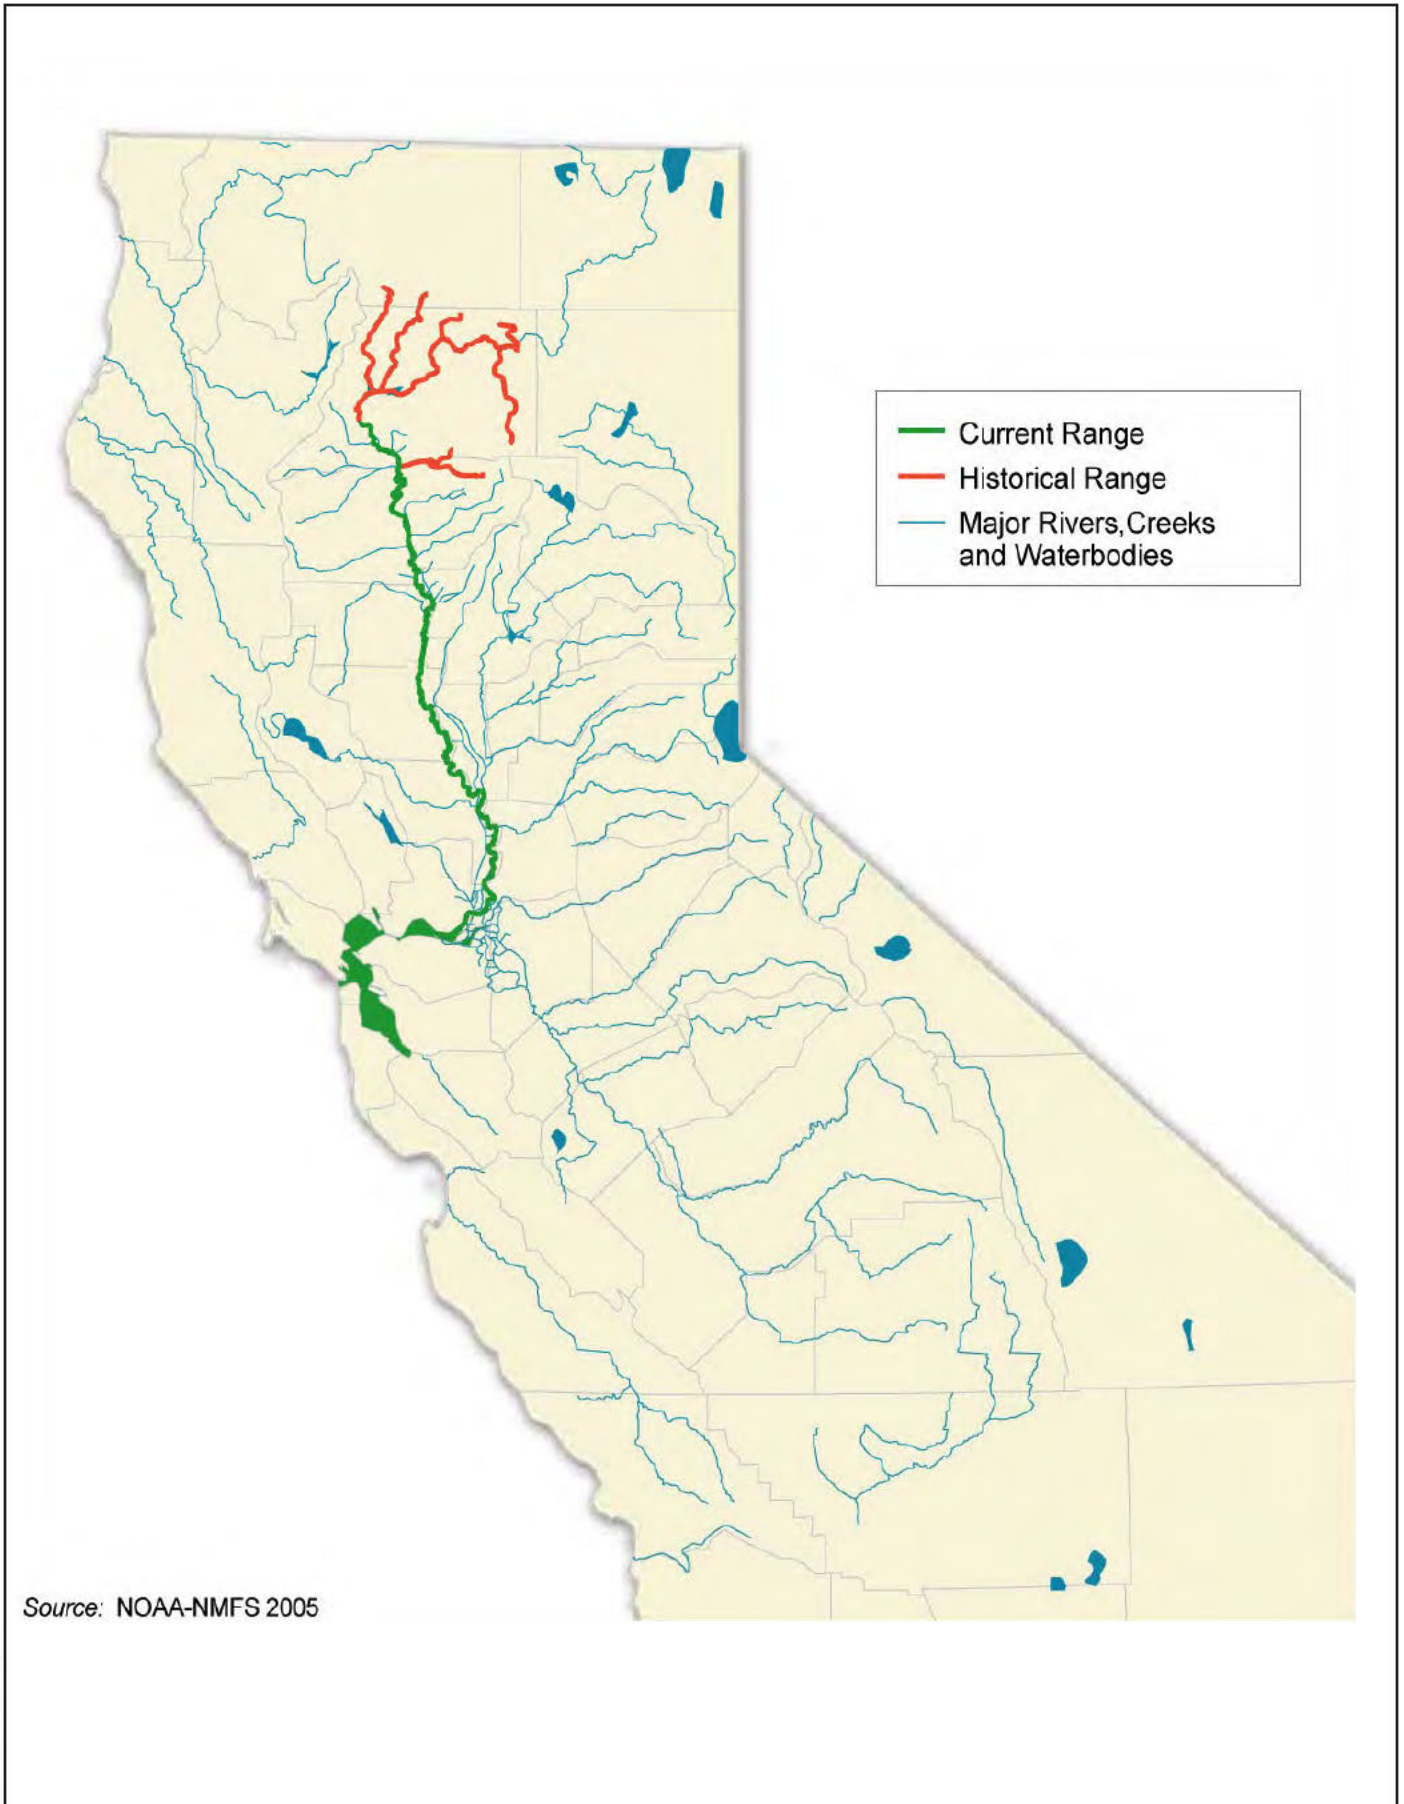 Current Range
Historical Range
Major Rivers,Creeks
and Waterbodies
Source: NOAA-NMFS 2005